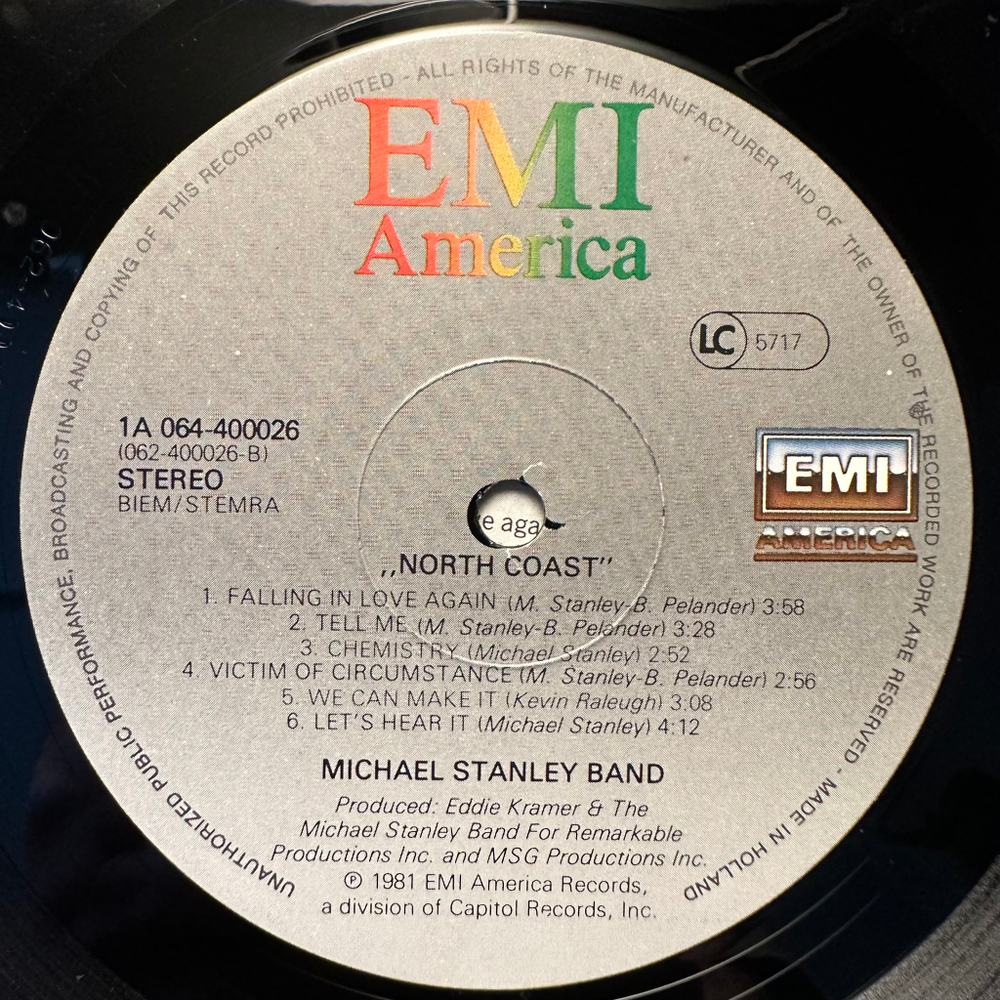 UNAUTHORIZED PUBLIC PERFORMANCE, BROADCASTING AND COPYING OF THIS RECORD PROHIBITED - ALL RIGHTS OF THE MANUFACTURER AND OF THE OWNER OF THE RECORDED WORK ARE RESERVED - MADE IN HOLLAND
EMI
America
LC 5717
1A 064-400026
(062-400026-B)
STEREO
BIEM/STEMRA
EMI
AMERICA
e aga
,,NORTH COAST''
1. FALLING IN LOVE AGAIN (M. Stanley-B. Pelander) 3:58
2. TELL ME (M. Stanley-B. Pelander) 3:28
3. CHEMISTRY (Michael Stanley) 2:52
4. VICTIM OF CIRCUMSTANCE (M. Stanley-B. Pelander) 2:56
5. WE CAN MAKE IT (Kevin Raleugh) 3:08
6. LET'S HEAR IT (Michael Stanley) 4:12
MICHAEL STANLEY BAND
Produced: Eddie Kramer & The
Michael Stanley Band For Remarkable
Productions Inc. and MSG Productions Inc.
℗ 1981 EMI America Records,
a division of Capitol Records, Inc.